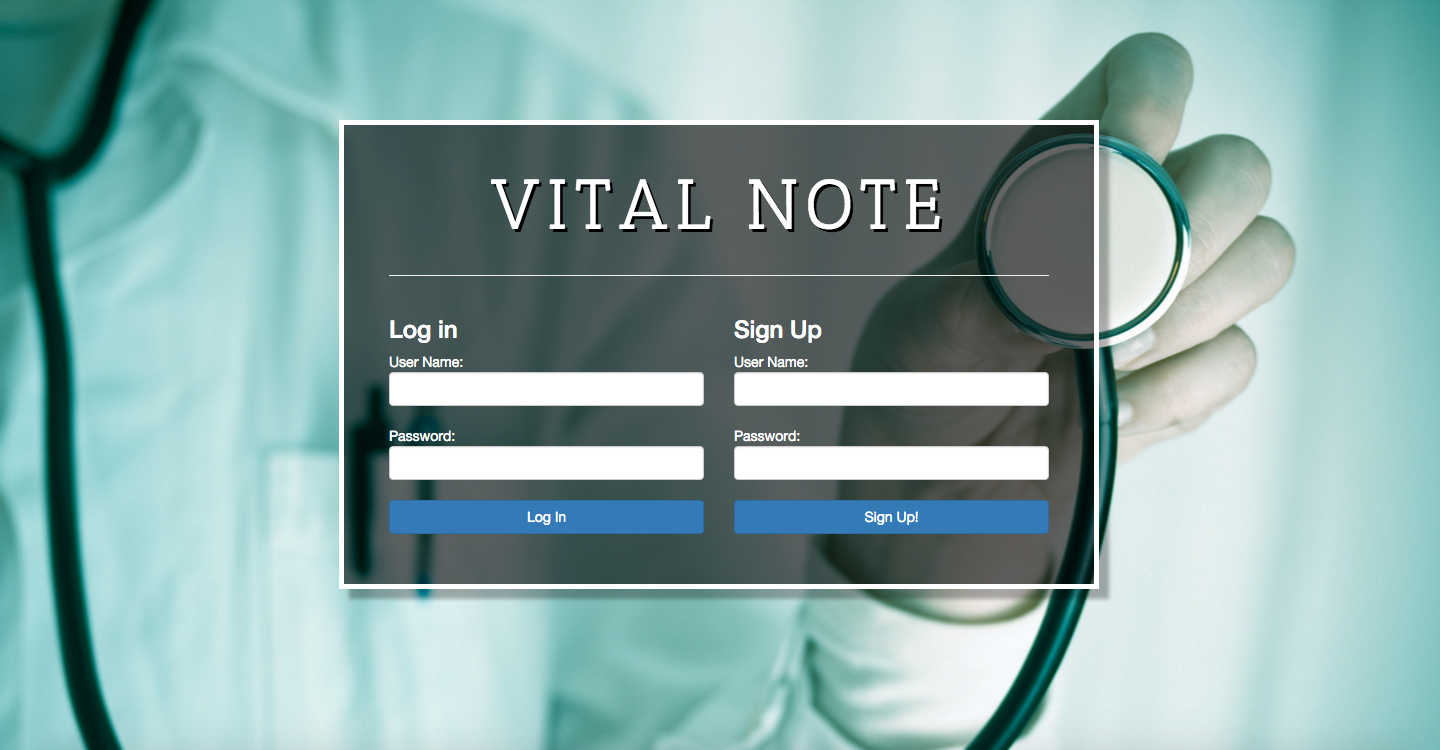 VITAL NOTE
Log in
User Name:
Password:
Log In
Sign Up
User Name:
Password:
Sign Up!